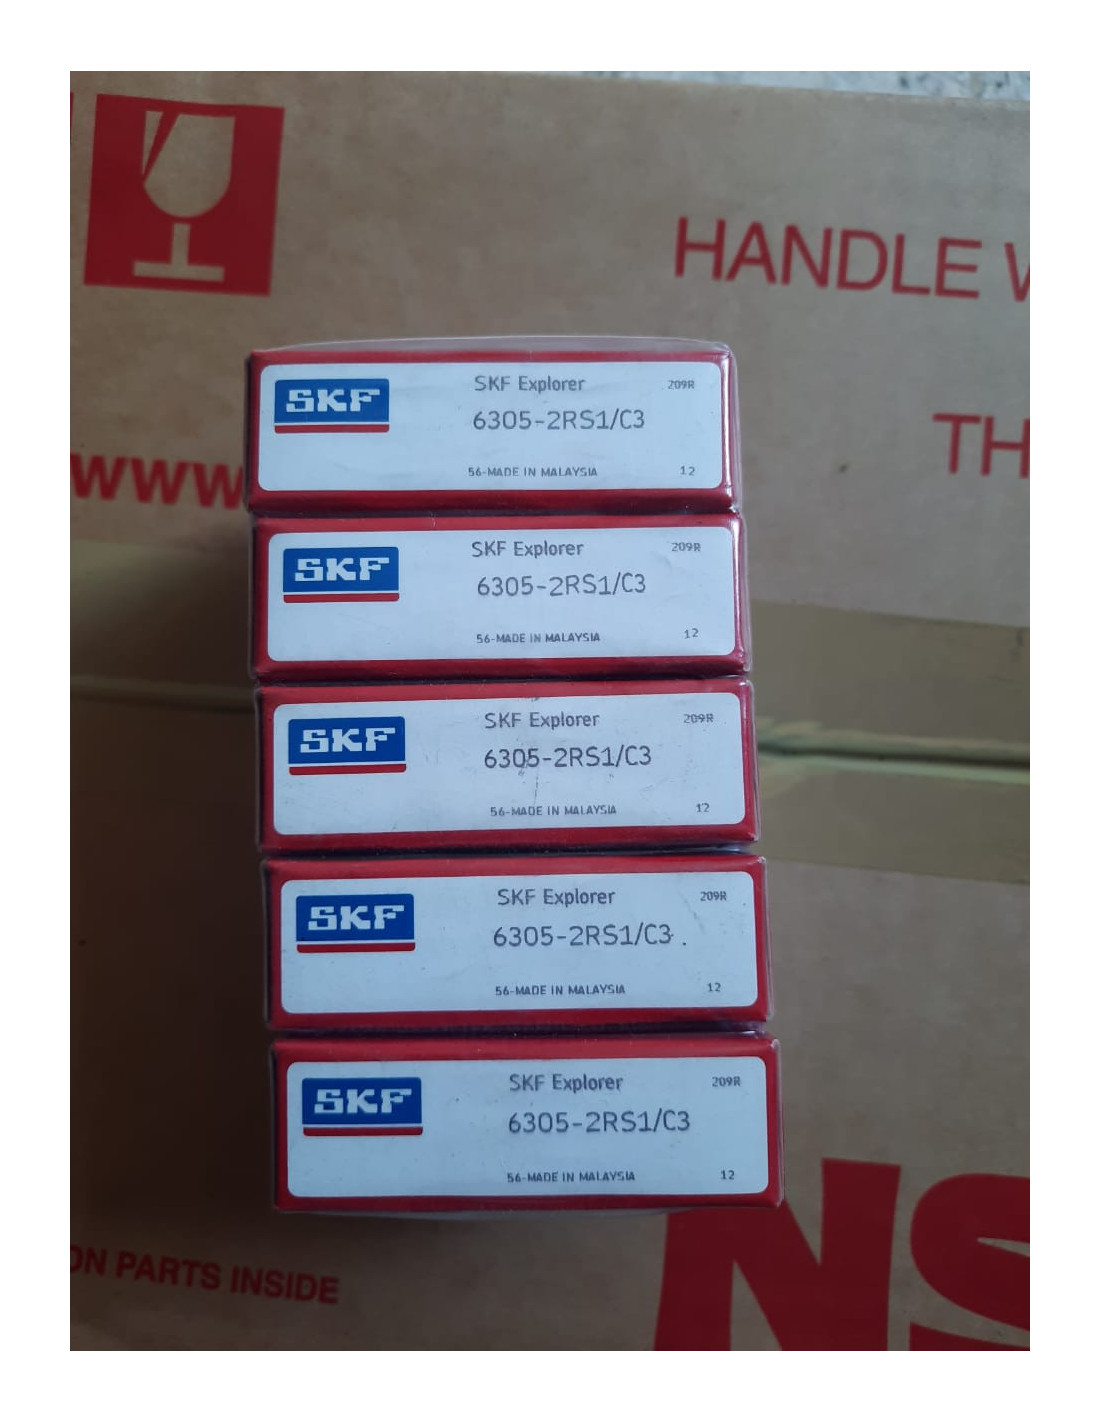 HANDLE W
TH
www
SKF
SKF Explorer
209R
6305-2RS1/C3
56-MADE IN MALAYSIA
12
SKF
SKF Explorer
209R
6305-2RS1/C3
56-MADE IN MALAYSIA
12
SKF
SKF Explorer
209R
6305-2RS1/C3
56-MADE IN MALAYSIA
12
SKF
SKF Explorer
209R
6305-2RS1/C3 .
56-MADE IN MALAYSIA
12
SKF
SKF Explorer
209R
6305-2RS1/C3
56-MADE IN MALAYSIA
12
ON PARTS INSIDE
NS